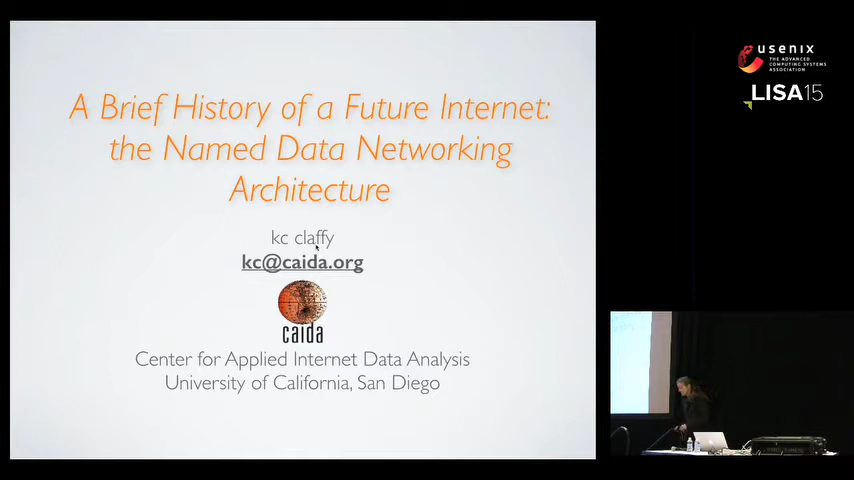 A Brief History of a Future Internet:
the Named Data Networking
Architecture
kc claffy
kc@caida.org
caida
Center for Applied Internet Data Analysis
University of California, San Diego
usenix
THE ADVANCED
COMPUTING SYSTEMS
ASSOCIATION
LISA15